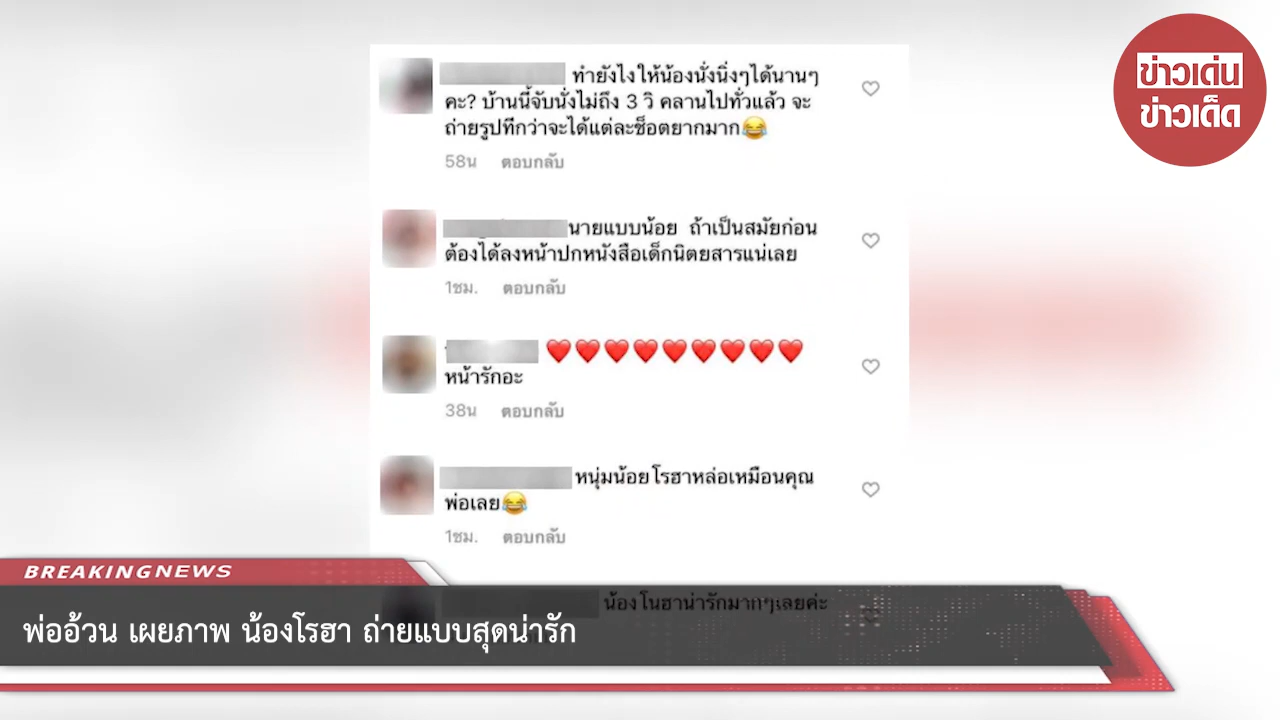 ข่าวเด่น
ข่าวเด็ด
ทำยังไงให้น้องนั่งนิ่งๆได้นานๆ
คะ? บ้านนี้จับนั่งไม่ถึง 3 วิ คลานไปทั่วแล้ว จะ
ถ่ายรูปทีกว่าจะได้แต่ละช็อตยากมาก😂
58น ตอบกลับ
นายแบบน้อย ถ้าเป็นสมัยก่อน
ต้องได้ลงหน้าปกหนังสือเด็กนิตยสารแน่เลย
1ชม. ตอบกลับ
❤️❤️❤️❤️❤️❤️❤️❤️❤️
หน้ารักอะ
38น ตอบกลับ
หนุ่มน้อยโรฮาหล่อเหมือนคุณ
พ่อเลย😂
1ชม. ตอบกลับ
BREAKINGNEWS
น้องโนฮาน่ารักมากๆเลยค่ะ
พ่ออ้วน เผยภาพ น้องโรฮา ถ่ายแบบสุดน่ารัก